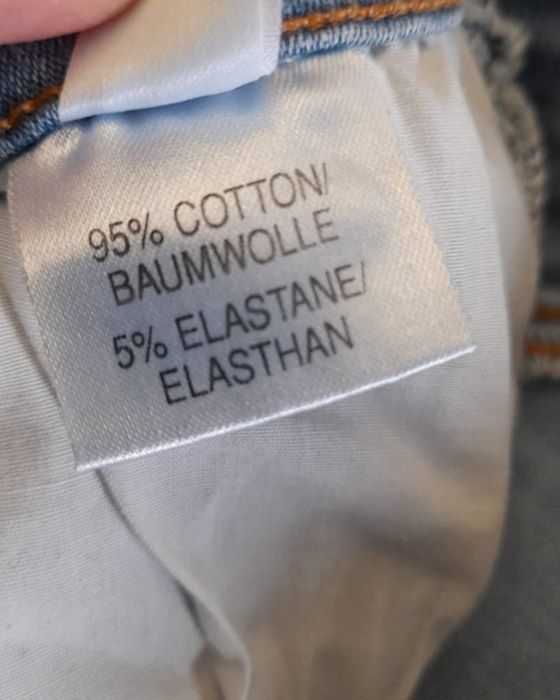 95% COTTON/
BAUMWOLLE
5% ELASTANE/
ELASTHAN